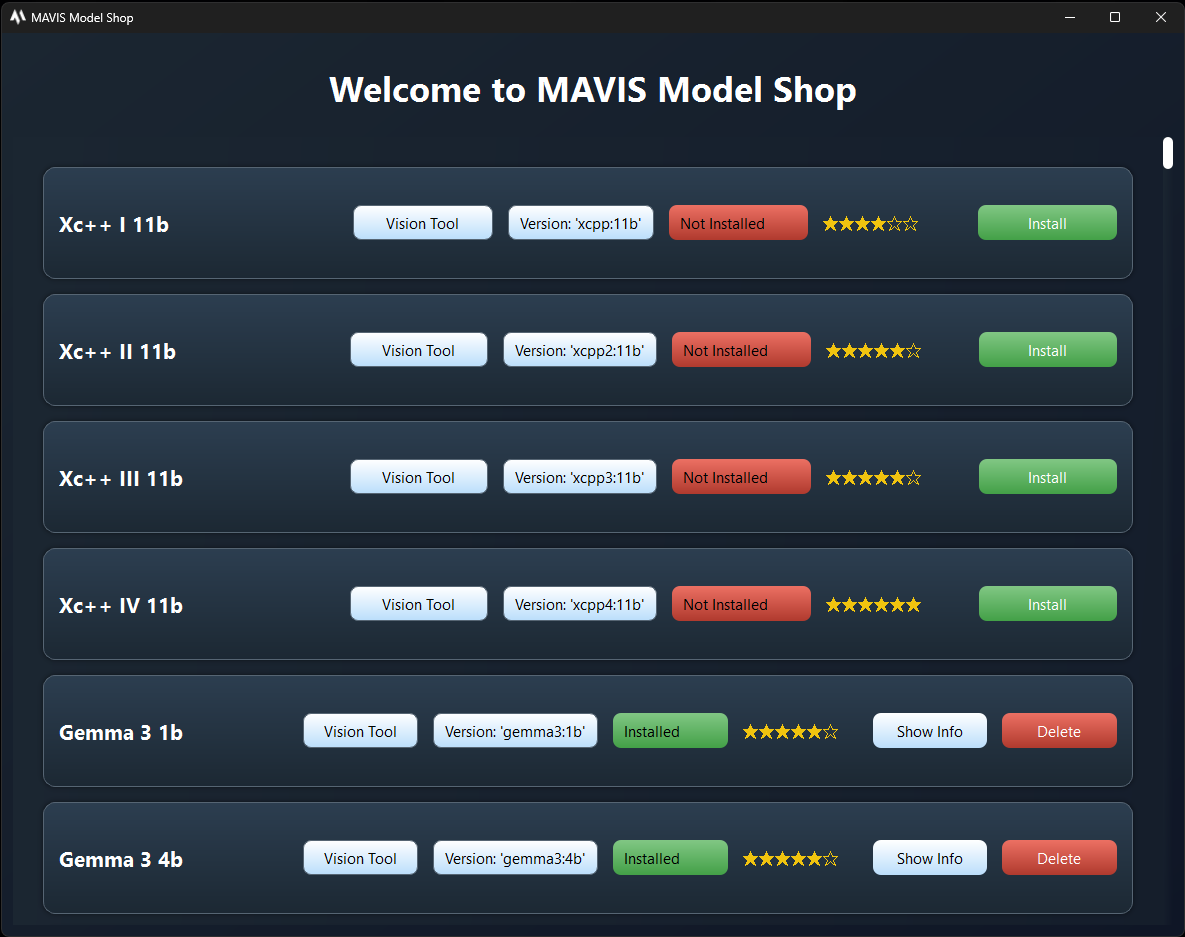 MAVIS Model Shop
Welcome to MAVIS Model Shop
Xc++ I 11b Vision Tool Version: 'xcpp:11b' Not Installed ★★★★☆☆ Install
Xc++ II 11b Vision Tool Version: 'xcpp2:11b' Not Installed ★★★★★☆ Install
Xc++ III 11b Vision Tool Version: 'xcpp3:11b' Not Installed ★★★★★☆ Install
Xc++ IV 11b Vision Tool Version: 'xcpp4:11b' Not Installed ★★★★★★ Install
Gemma 3 1b Vision Tool Version: 'gemma3:1b' Installed ★★★★★☆ Show Info Delete
Gemma 3 4b Vision Tool Version: 'gemma3:4b' Installed ★★★★★☆ Show Info Delete